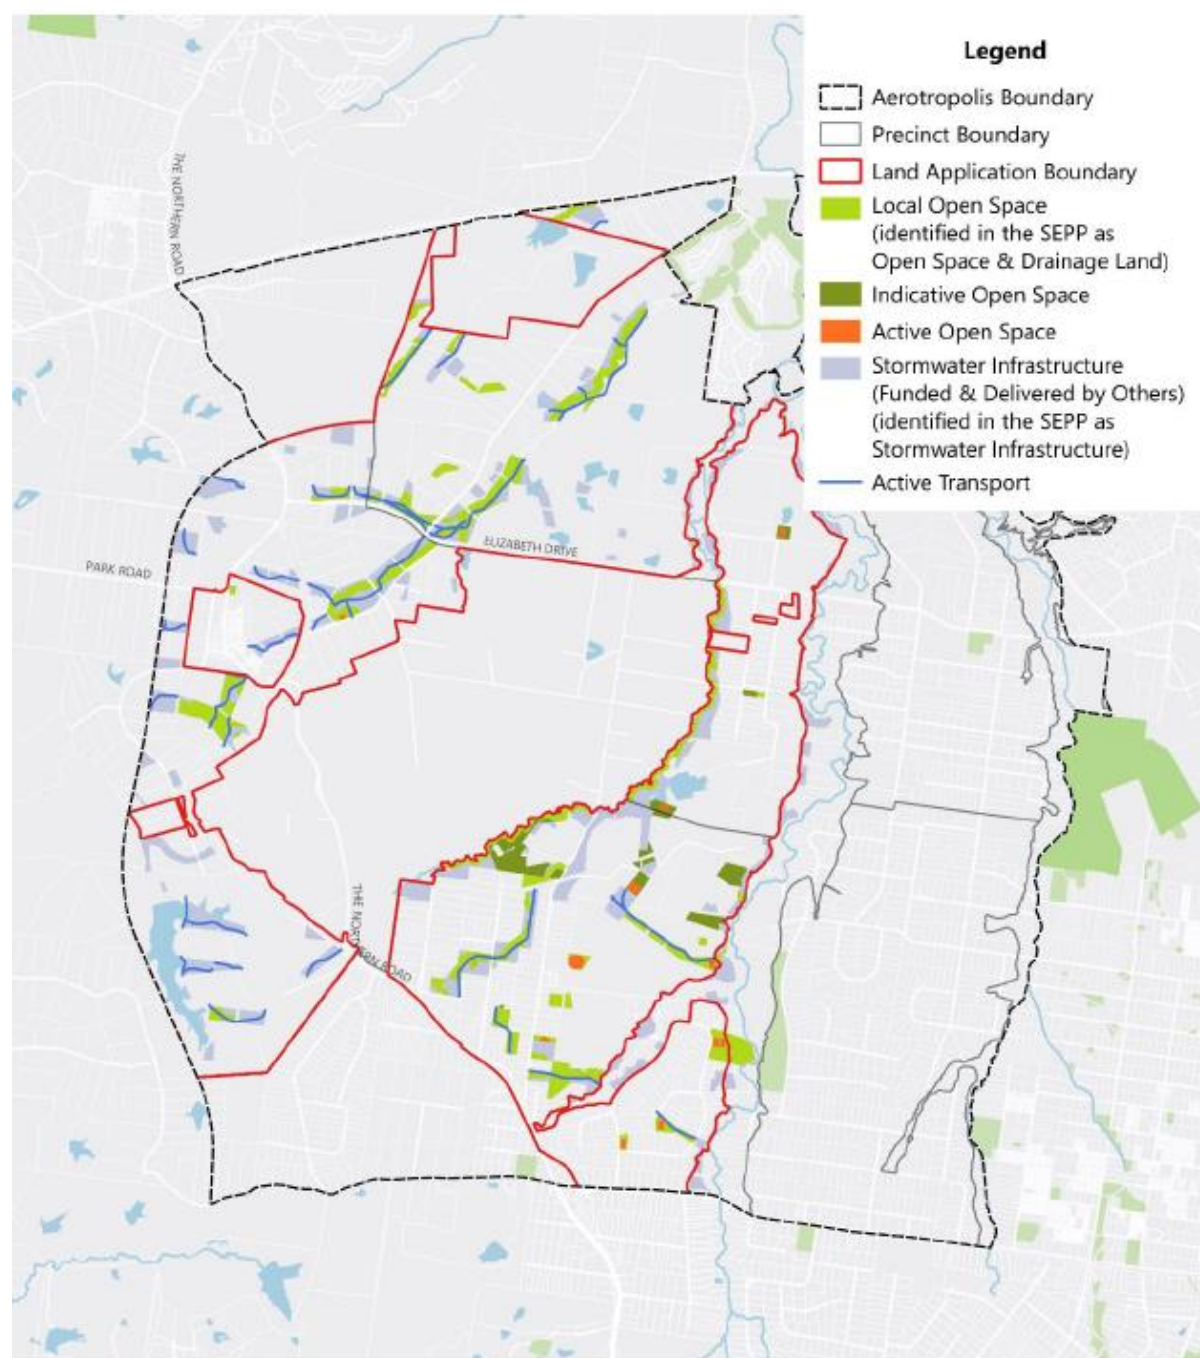 Legend
Aerotropolis Boundary
Precinct Boundary
Land Application Boundary
Local Open Space
(identified in the SEPP as
Open Space & Drainage Land)
Indicative Open Space
Active Open Space
Stormwater Infrastructure
(Funded & Delivered by Others)
(identified in the SEPP as
Stormwater Infrastructure)
Active Transport
THE NORTHERN ROAD
ELIZABETH DRIVE
PARK ROAD
THE NORTHERN ROAD